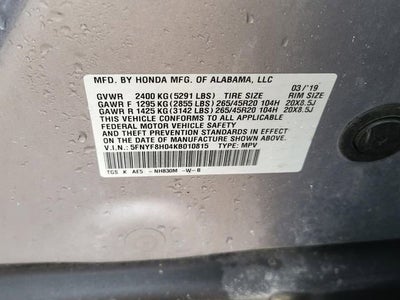 MFD. BY HONDA MFG. OF ALABAMA, LLC
GVWR 2400 KG (5291 LBS) TIRE SIZE 03/'19 RIM SIZE
GAWR F 1295 KG (2855 LBS) 265/45R20 104H 20X8.5J
GAWR R 1425 KG (3142 LBS) 265/45R20 104H 20X8.5J
THIS VEHICLE CONFORMS TO ALL APPLICABLE
FEDERAL MOTOR VEHICLE SAFETY
AND THEFT PREVENTION STANDARDS IN EFFECT
ON THE DATE OF MANUFACTURE SHOWN ABOVE.
V.I.N.: 5FNYF8H04KB010815 TYPE: MPV
TGS K AE5 - NH830M -W-B